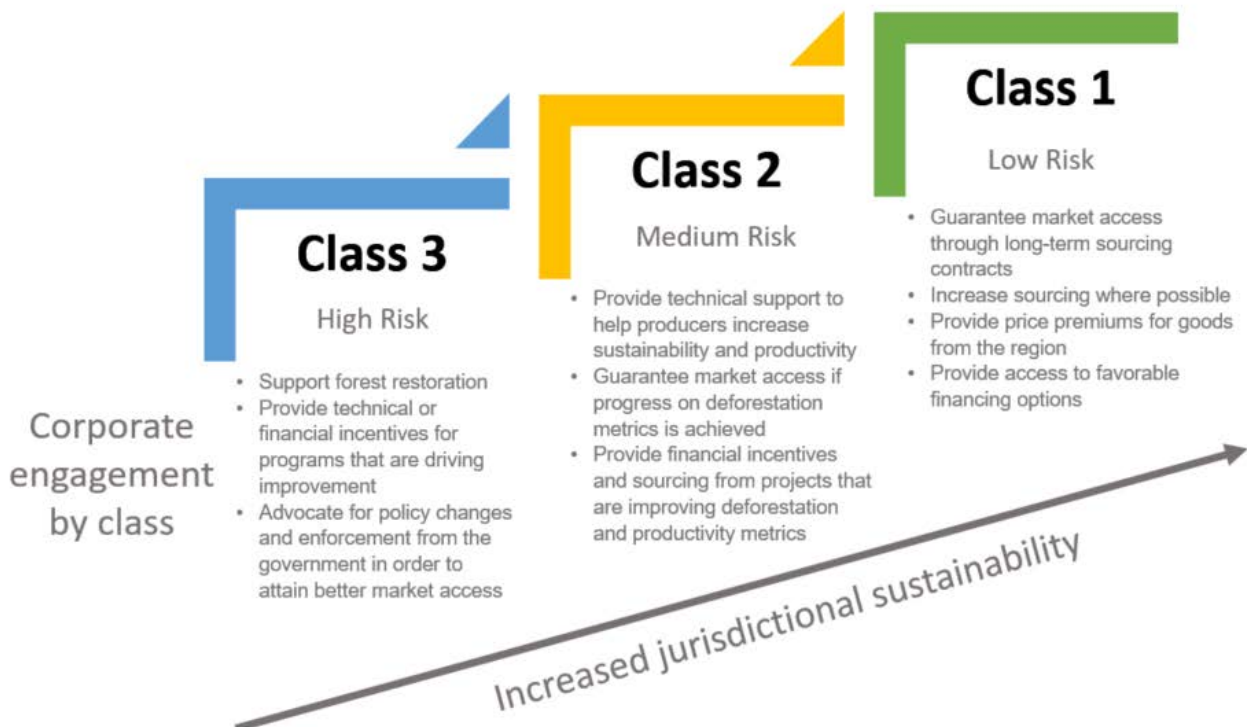 Corporate
engagement
by class
Class 3
High Risk
• Support forest restoration
• Provide technical or
financial incentives for
programs that are driving
improvement
• Advocate for policy changes
and enforcement from the
government in order to
attain better market access
Class 2
Medium Risk
• Provide technical support to
help producers increase
sustainability and productivity
• Guarantee market access if
progress on deforestation
metrics is achieved
• Provide financial incentives
and sourcing from projects that
are improving deforestation
and productivity metrics
Class 1
Low Risk
• Guarantee market access
through long-term sourcing
contracts
• Increase sourcing where possible
• Provide price premiums for goods
from the region
• Provide access to favorable
financing options
Increased jurisdictional sustainability